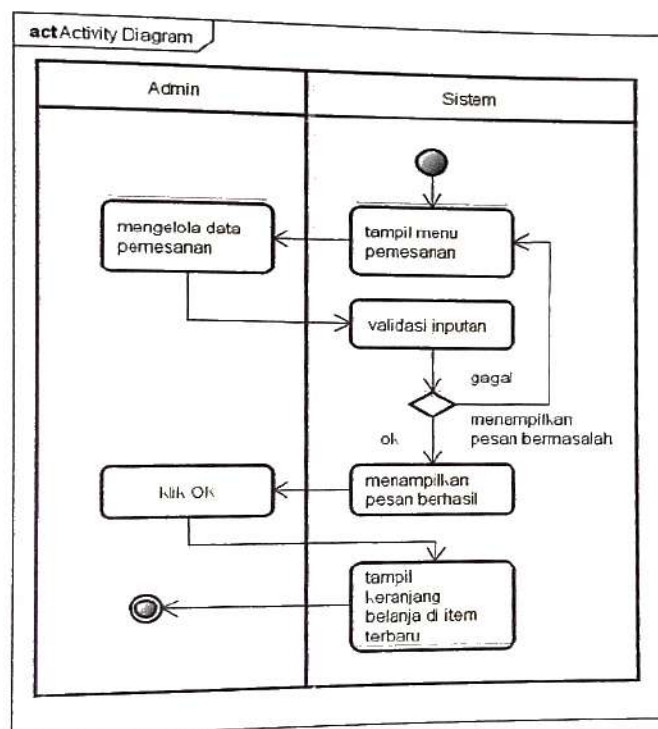 act Activity Diagram
Admin
Sistem
mengelola data
pemesanan
tampil menu
pemesanan
validasi inputan
gagal
menampilkan
pesan bermasalah
ok
klik OK
menampilkan
pesan berhasil
tampil
keranjang
belanja di item
terbaru